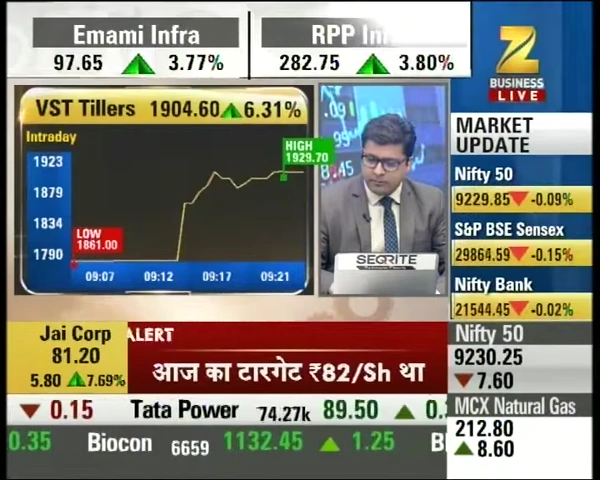 Emami Infra
97.65 3.77%
RPP
282.75 3.80%
Z
BUSINESS
LIVE
VST Tillers 1904.60 6.31%
Intraday
1923
1879
1834
1790
LOW
1861.00
HIGH
1929.70
09:07 09:12 09:17 09:21
SEQRITE
MARKET
UPDATE
Nifty 50
9229.85 -0.09%
S&P BSE Sensex
29864.59 -0.15%
Nifty Bank
21544.45 -0.02%
Nifty 50
9230.25
7.60
MCX Natural Gas
212.80
8.60
Jai Corp
81.20
5.80 7.69%
ALERT
आज का टारगेट ₹82/Sh था
0.15 Tata Power 74.27k 89.50
0.35 Biocon 6659 1132.45 1.25